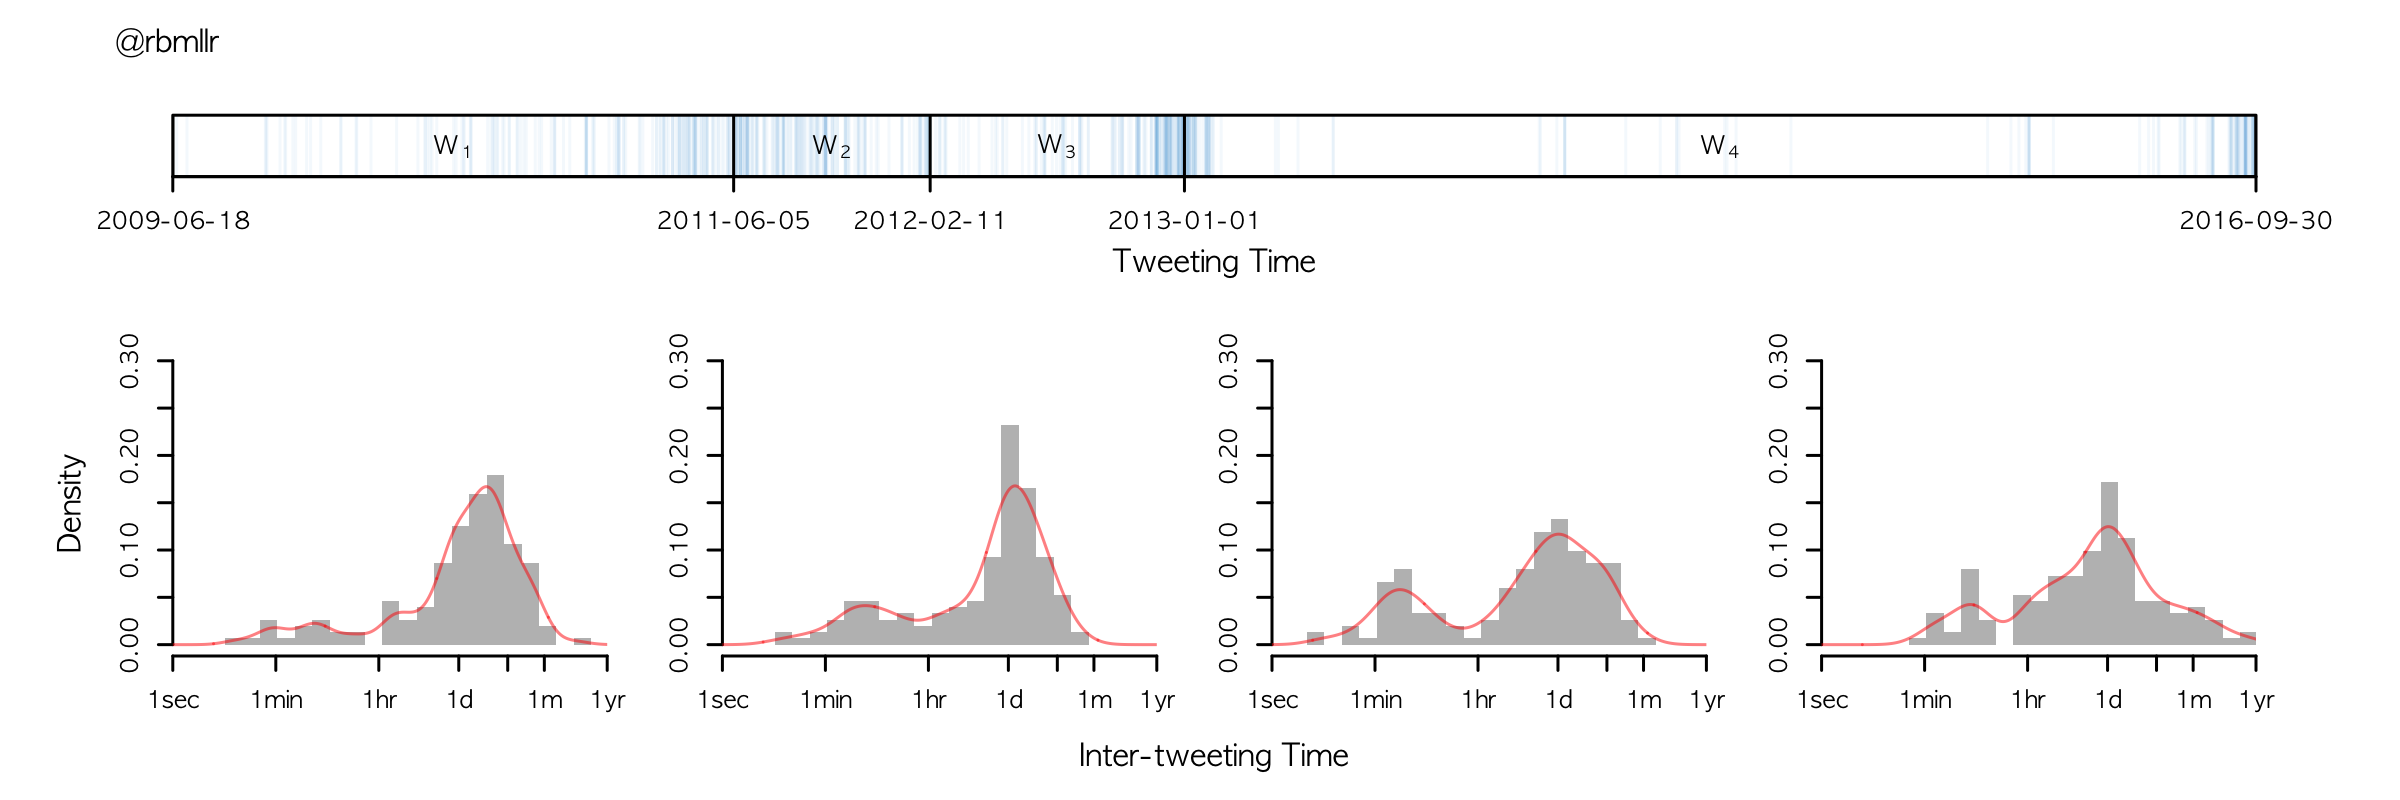 @rbmllr
W1 W2 W3 W4
2009-06-18 2011-06-05 2012-02-11 2013-01-01 2016-09-30
Tweeting Time
Density
0.00 0.10 0.20 0.30
1sec 1min 1hr 1d 1m 1yr
0.00 0.10 0.20 0.30
1sec 1min 1hr 1d 1m 1yr
0.00 0.10 0.20 0.30
1sec 1min 1hr 1d 1m 1yr
0.00 0.10 0.20 0.30
1sec 1min 1hr 1d 1m 1yr
Inter-tweeting Time